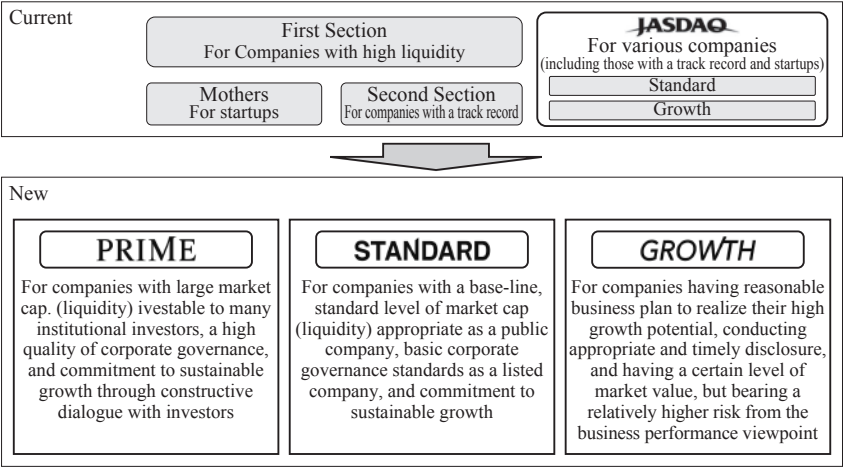 Current
First Section
For Companies with high liquidity
Mothers
For startups
Second Section
For companies with a track record
JASDAQ
For various companies
(including those with a track record and startups)
Standard
Growth
New
PRIME
For companies with large market
cap. (liquidity) ivestable to many
institutional investors, a high
quality of corporate governance,
and commitment to sustainable
growth through constructive
dialogue with investors
STANDARD
For companies with a base-line,
standard level of market cap
(liquidity) appropriate as a public
company, basic corporate
governance standards as a listed
company, and commitment to
sustainable growth
GROWTH
For companies having reasonable
business plan to realize their high
growth potential, conducting
appropriate and timely disclosure,
and having a certain level of
market value, but bearing a
relatively higher risk from the
business performance viewpoint